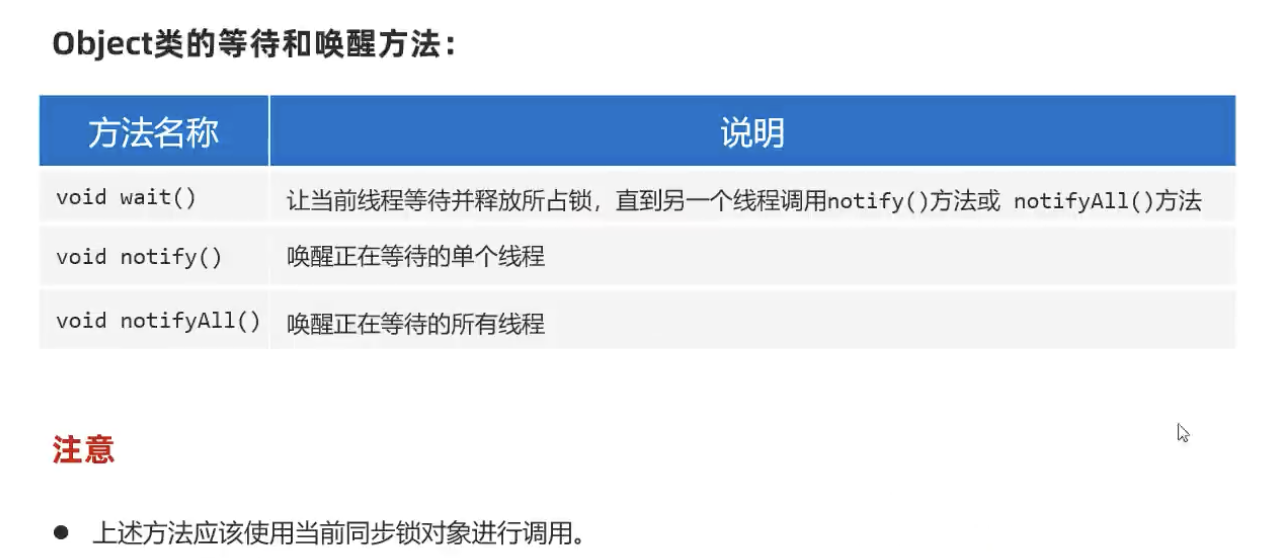 Object类的等待和唤醒方法：
方法名称 说明
void wait() 让当前线程等待并释放所占锁，直到另一个线程调用notify()方法或 notifyAll()方法
void notify() 唤醒正在等待的单个线程
void notifyAll() 唤醒正在等待的所有线程
注意
● 上述方法应该使用当前同步锁对象进行调用。